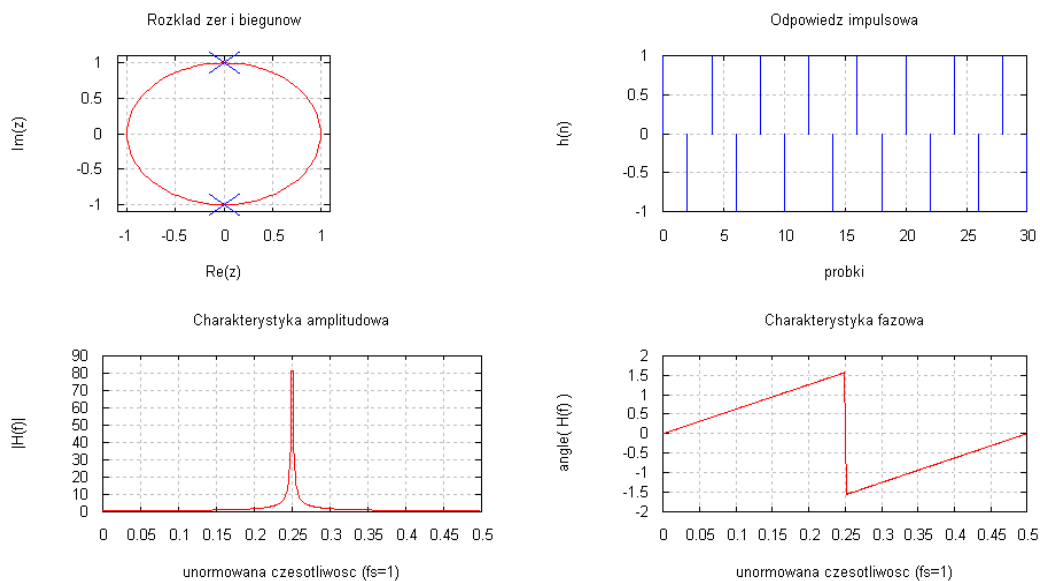 Rozklad zer i biegunow
1
0.5
0
-0.5
-1
Im(z)
-1 -0.5 0 0.5 1
Re(z)
Odpowiedz impulsowa
1
0.5
0
-0.5
-1
h(n)
0 5 10 15 20 25 30
probki
Charakterystyka amplitudowa
90
80
70
60
50
40
30
20
10
0
|H(f)|
0 0.05 0.1 0.15 0.2 0.25 0.3 0.35 0.4 0.45 0.5
unormowana czesotliwosc (fs=1)
Charakterystyka fazowa
2
1.5
1
0.5
0
-0.5
-1
-1.5
-2
angle( H(f) )
0 0.05 0.1 0.15 0.2 0.25 0.3 0.35 0.4 0.45 0.5
unormowana czesotliwosc (fs=1)